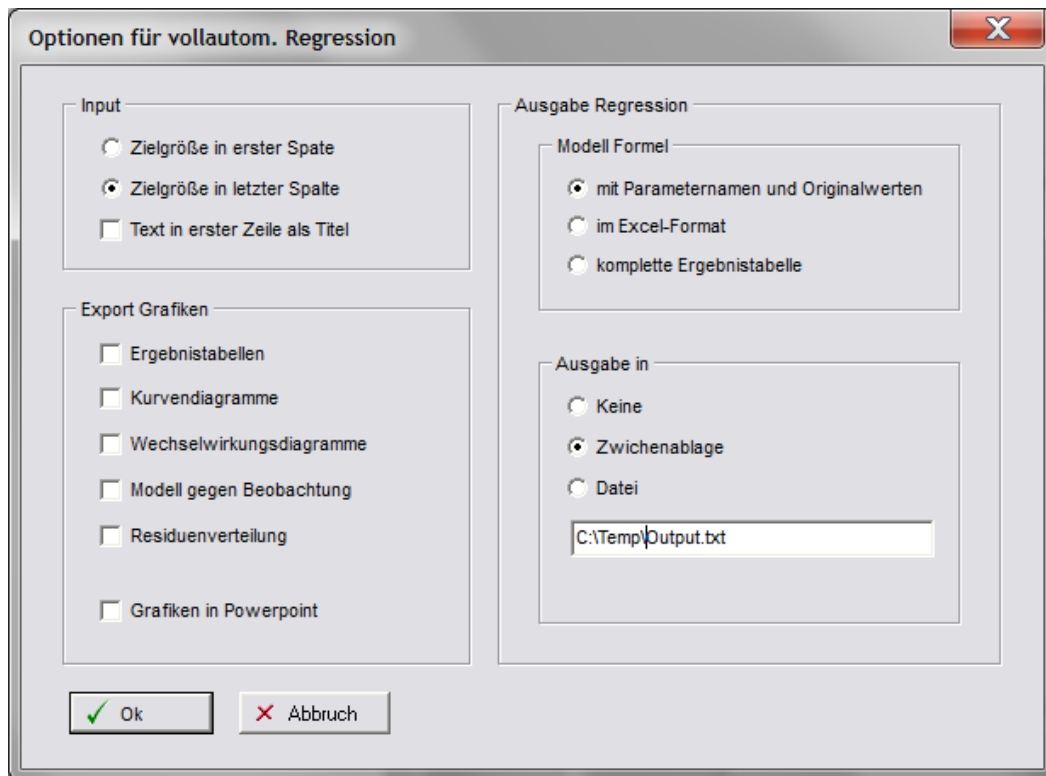 Optionen für vollautom. Regression
Input
Zielgröße in erster Spate
Zielgröße in letzter Spalte
Text in erster Zeile als Titel
Export Grafiken
Ergebnistabellen
Kurvendiagramme
Wechselwirkungsdiagramme
Modell gegen Beobachtung
Residuenverteilung
Grafiken in Powerpoint
Ausgabe Regression
Modell Formel
mit Parameternamen und Originalwerten
im Excel-Format
komplette Ergebnistabelle
Ausgabe in
Keine
Zwichenablage
Datei
C:\Temp\Output.txt
Ok
Abbruch